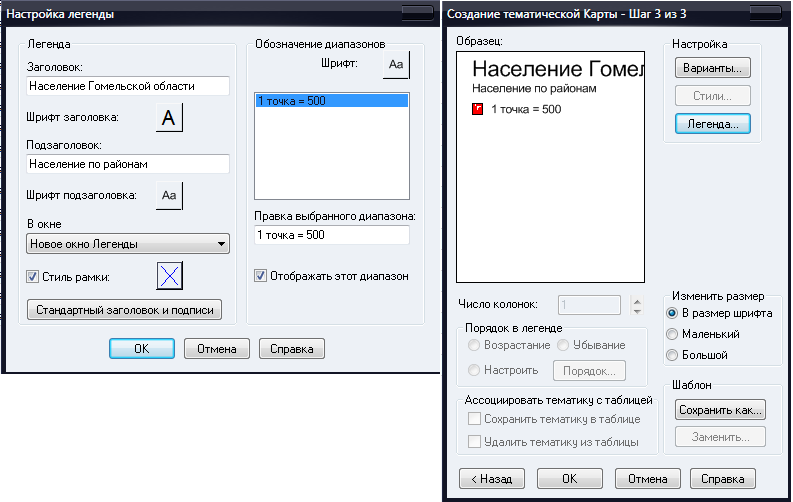 Настройка легенды
Легенда
Заголовок:
Население Гомельской области
Шрифт заголовка:
A
Подзаголовок:
Население по районам
Шрифт подзаголовка:
Aa
В окне
Новое окно Легенды
Стиль рамки:
Стандартный заголовок и подписи
Обозначение диапазонов
Шрифт:
Aa
1 точка = 500
Правка выбранного диапазона:
1 точка = 500
Отображать этот диапазон
OK
Отмена
Справка
Создание тематической Карты - Шаг 3 из 3
Образец:
Население Гомел
Население по районам
1 точка = 500
Настройка
Варианты...
Стили...
Легенда...
Число колонок:
1
Порядок в легенде
Возрастание
Убывание
Настроить
Порядок...
Изменить размер
В размер шрифта
Маленький
Большой
Ассоциировать тематику с таблицей
Сохранить тематику в таблице
Удалить тематику из таблицы
Шаблон
Сохранить как...
Заменить...
< Назад
OK
Отмена
Справка